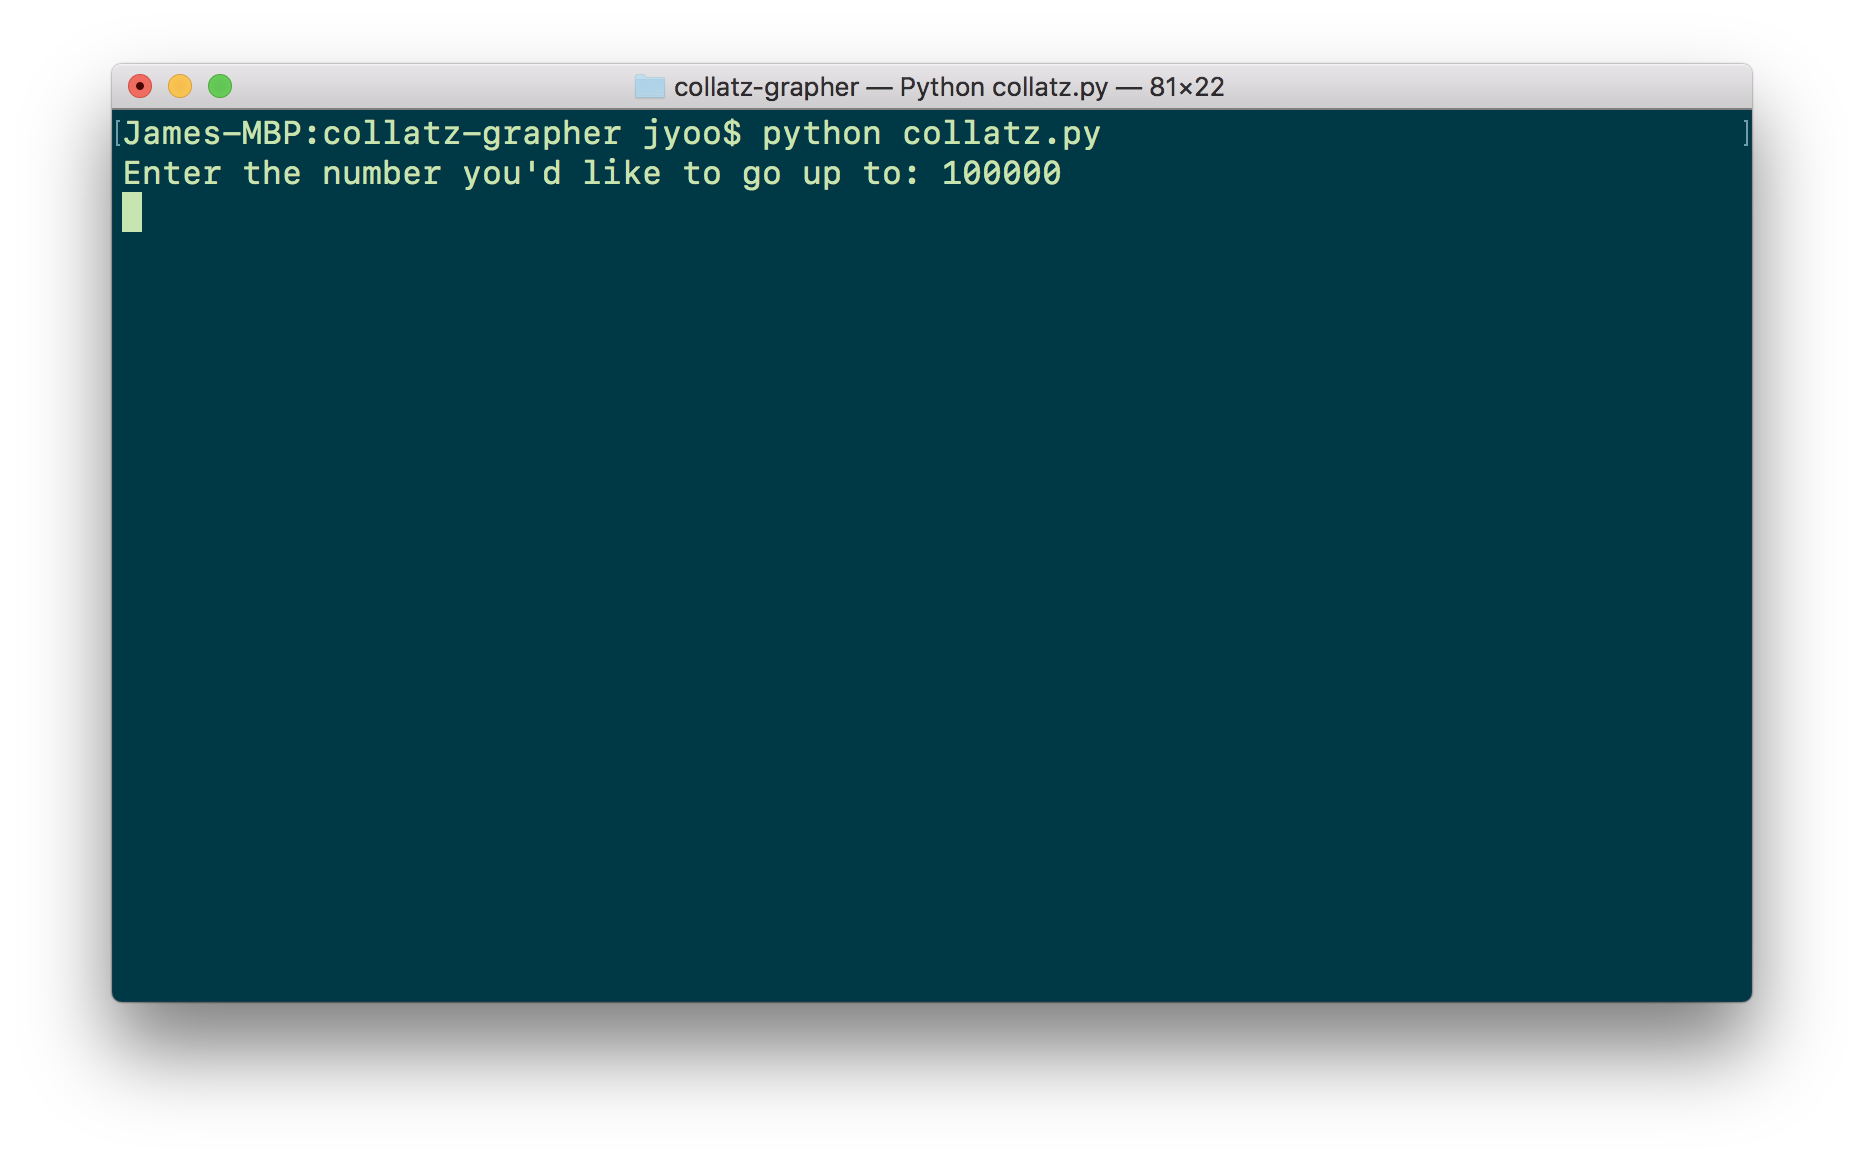 collatz-grapher — Python collatz.py — 81×22
[James-MBP:collatz-grapher jyoo$ python collatz.py ]
Enter the number you'd like to go up to: 100000